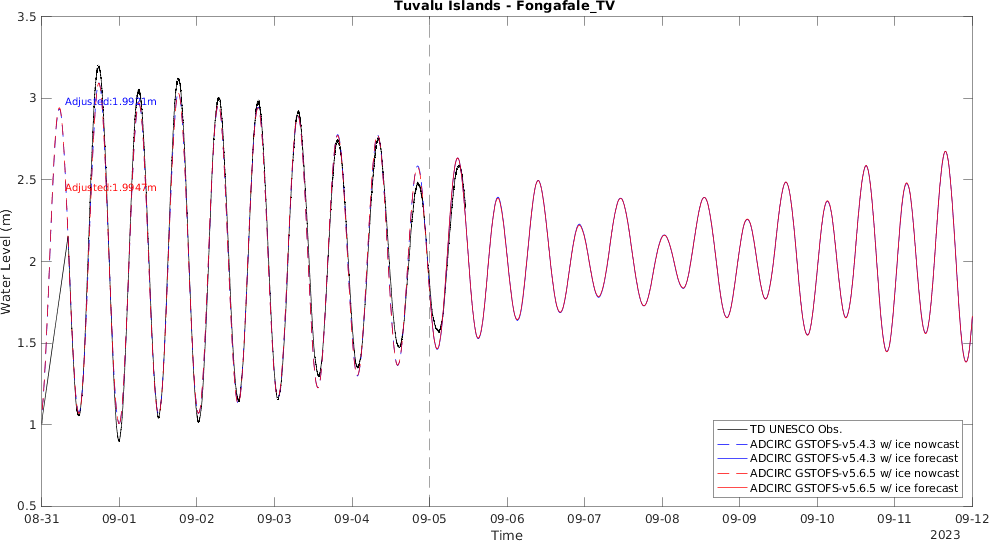 Tuvalu Islands - Fongafale_TV
3.5
3
2.5
2
1.5
1
0.5
Water Level (m)
Adjusted:1.9921m
Adjusted:1.9947m
TD UNESCO Obs.
ADCIRC GSTOFS-v5.4.3 w/ ice nowcast
ADCIRC GSTOFS-v5.4.3 w/ ice forecast
ADCIRC GSTOFS-v5.6.5 w/ ice nowcast
ADCIRC GSTOFS-v5.6.5 w/ ice forecast
08-31 09-01 09-02 09-03 09-04 09-05 09-06 09-07 09-08 09-09 09-10 09-11 09-12
Time
2023